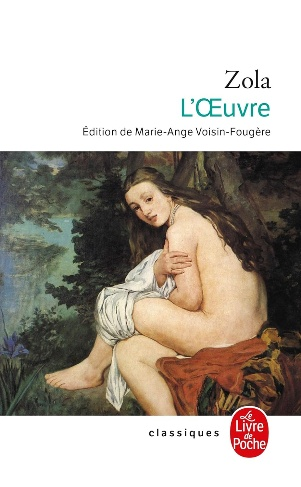 Zola
L'Œuvre
Édition de Marie-Ange Voisin-Fougère
classiques
Le
Livre
de
Poche